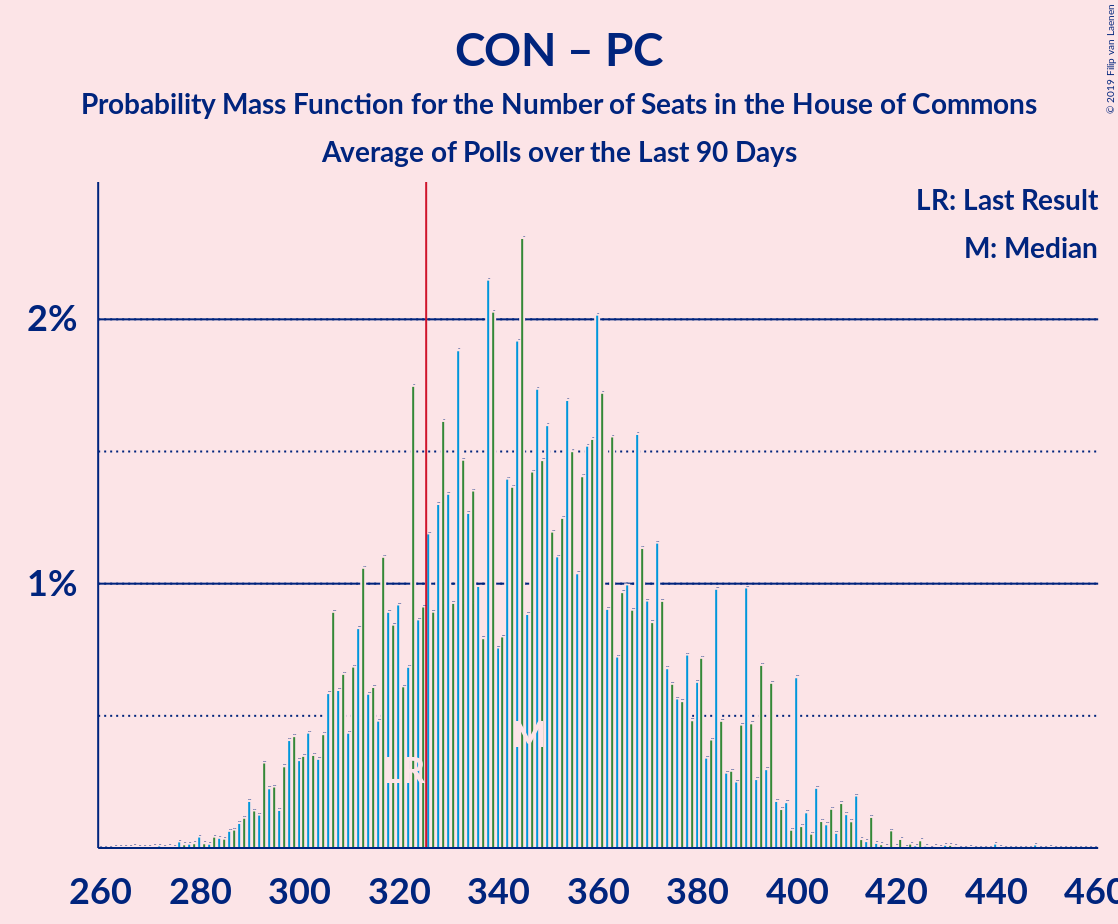 CON – PC
Probability Mass Function for the Number of Seats in the House of Commons
Average of Polls over the Last 90 Days
© 2019 Filip van Laenen
LR: Last Result
M: Median
2%
1%
LR
M
260 280 300 320 340 360 380 400 420 440 460